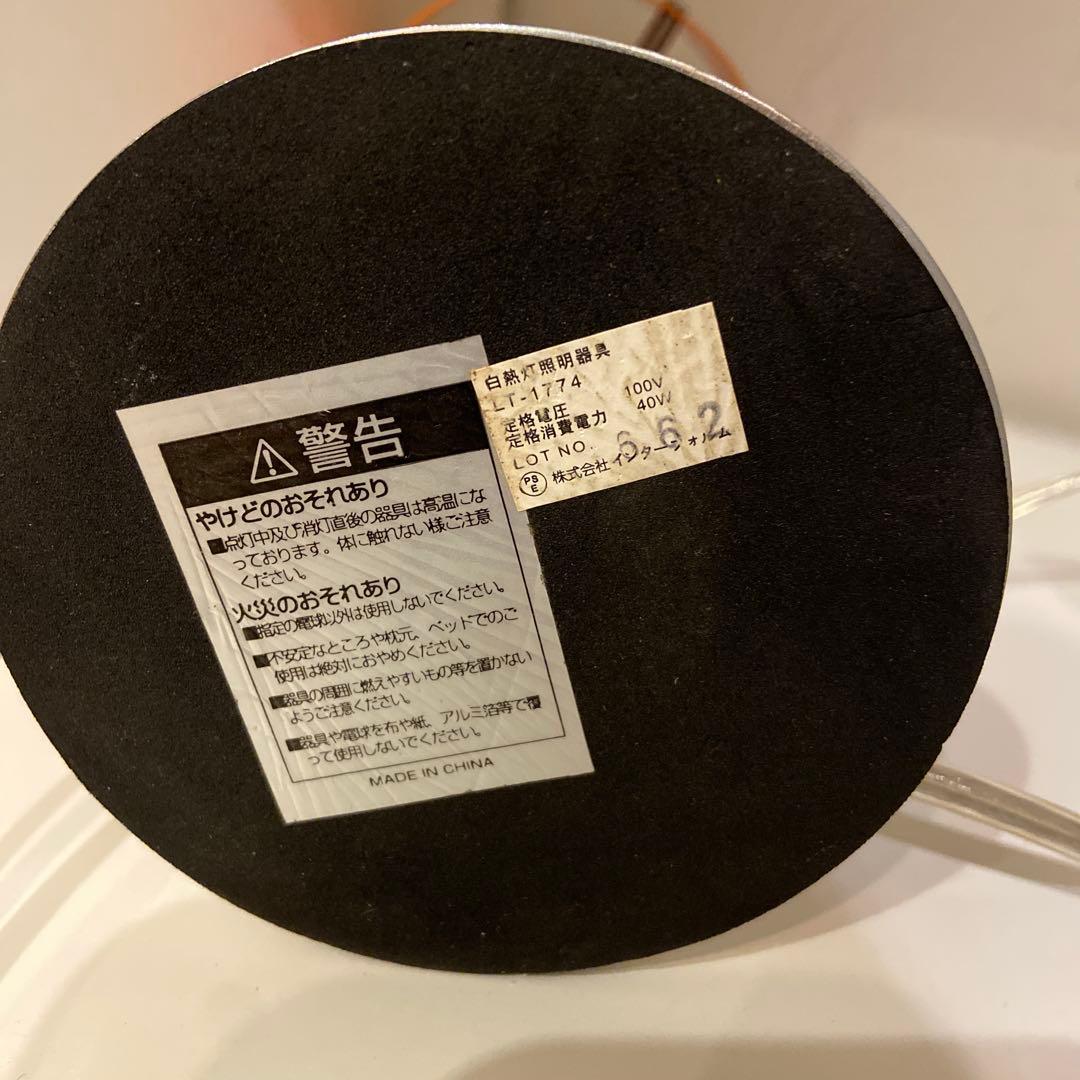 警告
やけどのおそれあり
■点灯中及び消灯直後の器具は高温にな
っております。体に触れない様ご注意
ください。
火災のおそれあり
■指定の電球以外は使用しないでください。
■不安定なところや枕元、ベットでのご
使用は絶対におやめください。
■器具の周囲に燃えやすいもの等を置かない
ようご注意ください。
■器具や電球を布や紙、アルミ箔等で覆
って使用しないでください。
MADE IN CHINA
白熱灯照明器具
LT-1774
定格電圧 100V
定格消費電力 40W
LOT NO. 662
PSE 株式会社インターフォルム